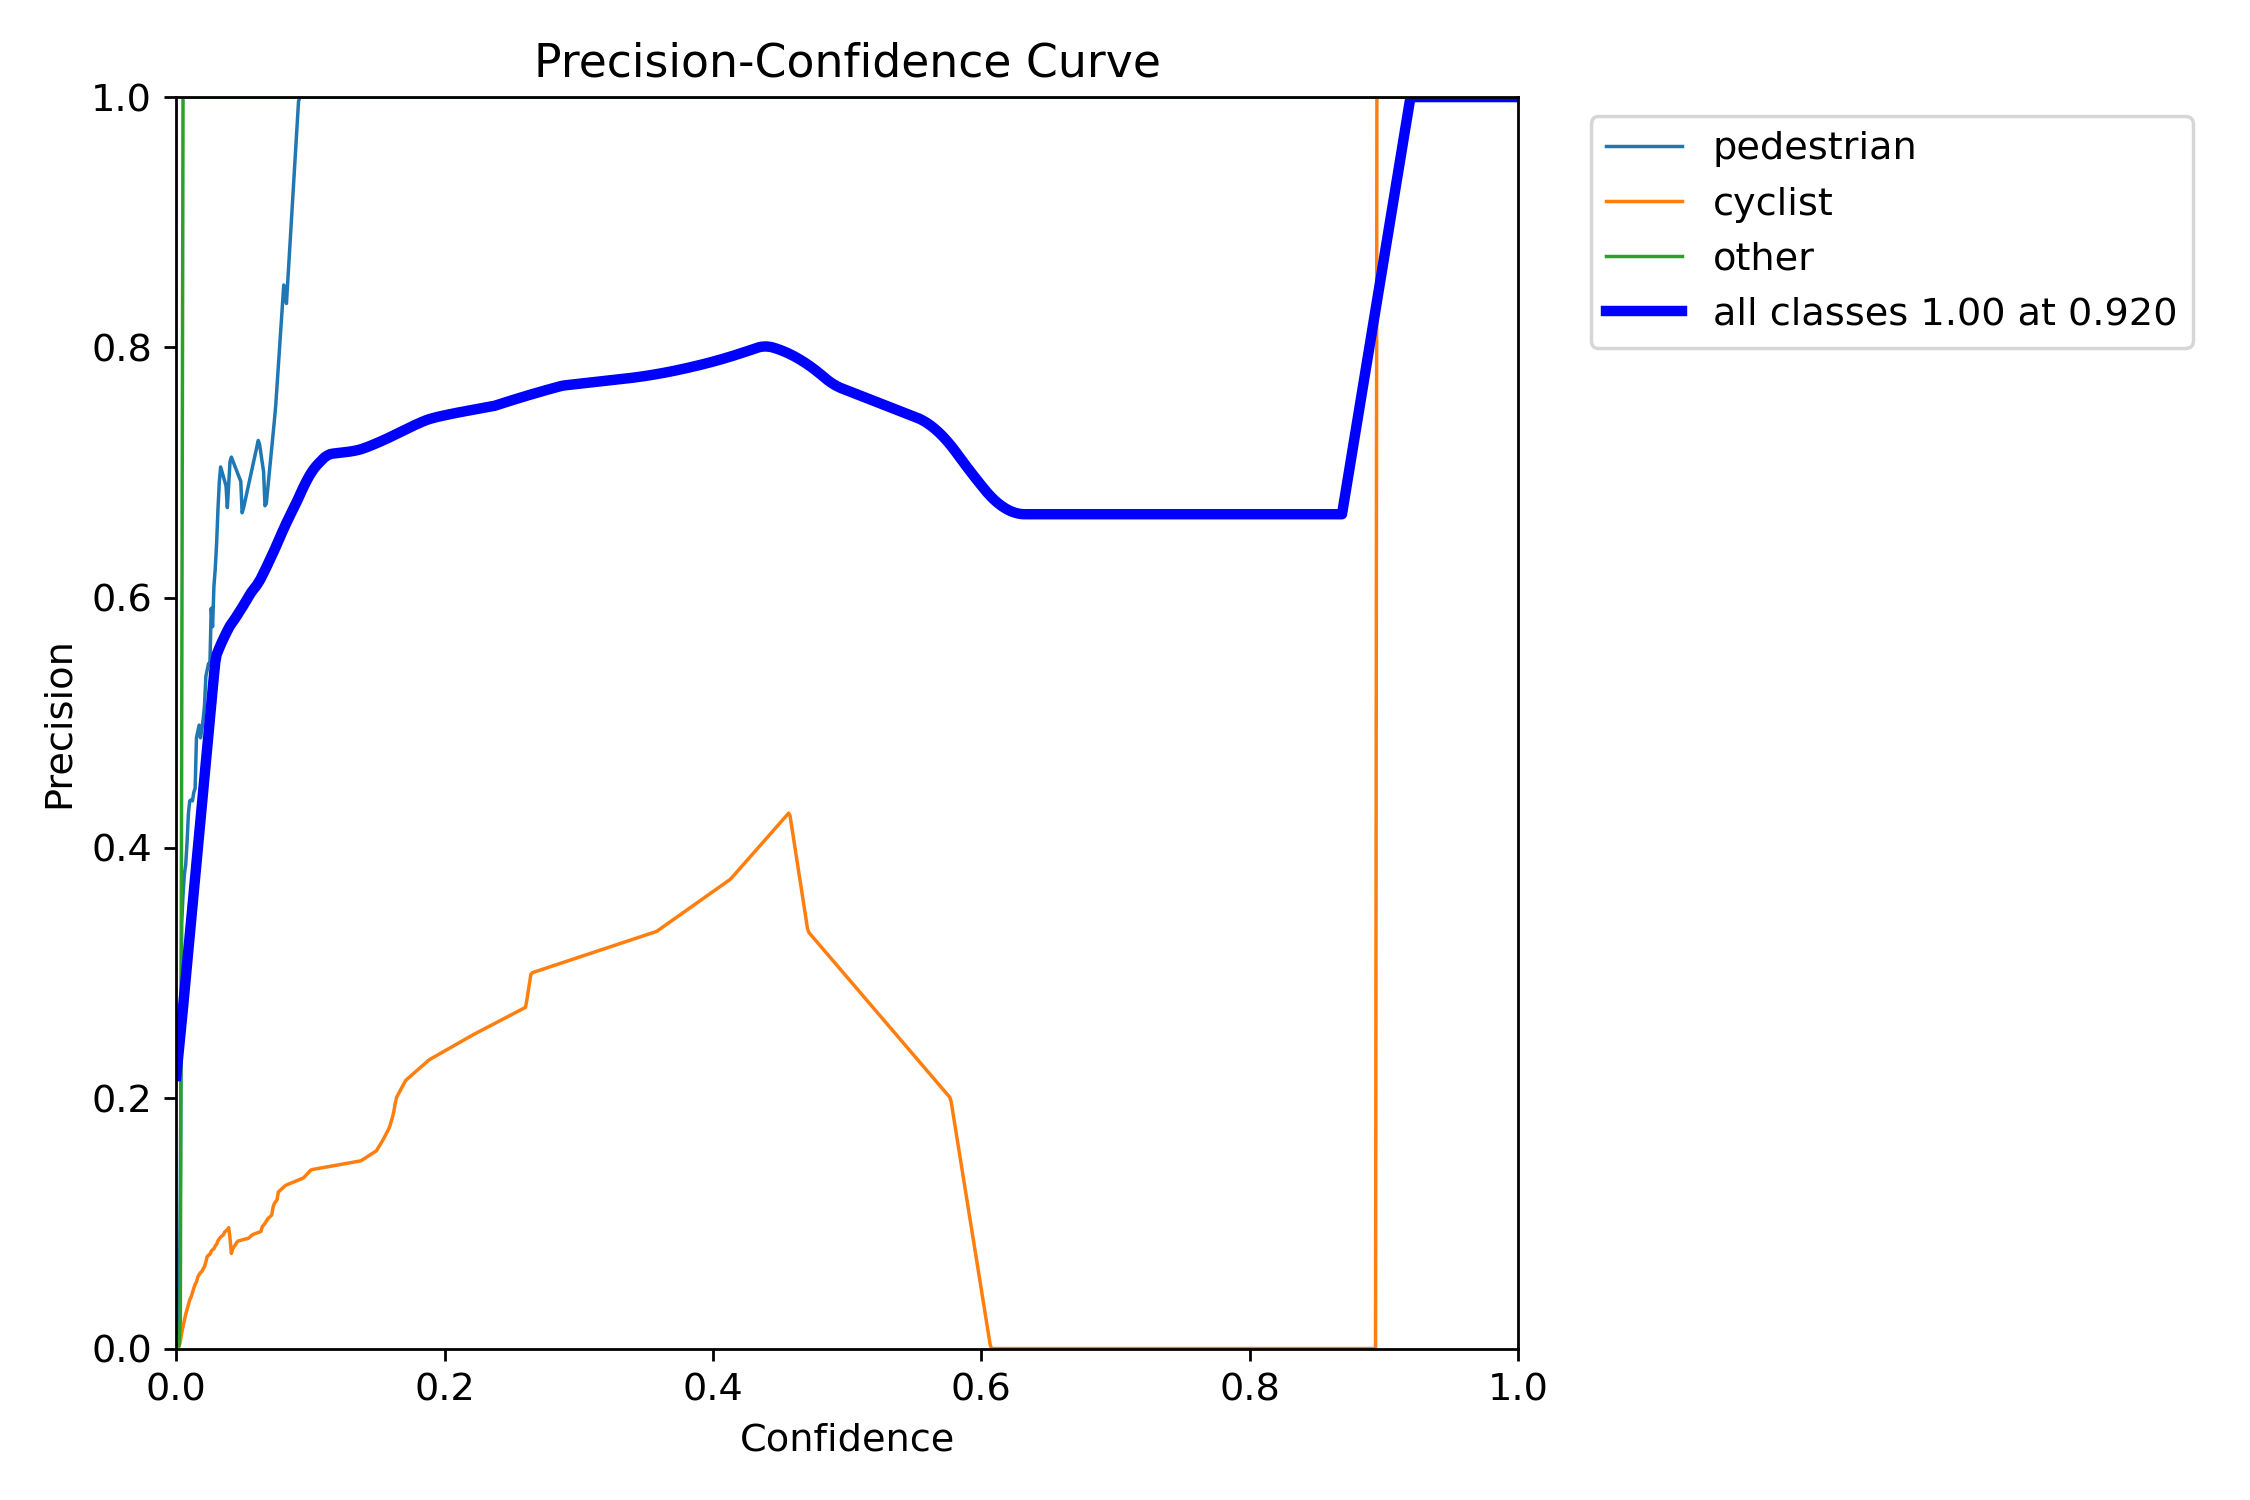 Precision-Confidence Curve
1.0
0.8
0.6
0.4
0.2
0.0
Precision
0.0 0.2 0.4 0.6 0.8 1.0
Confidence
pedestrian
cyclist
other
all classes 1.00 at 0.920